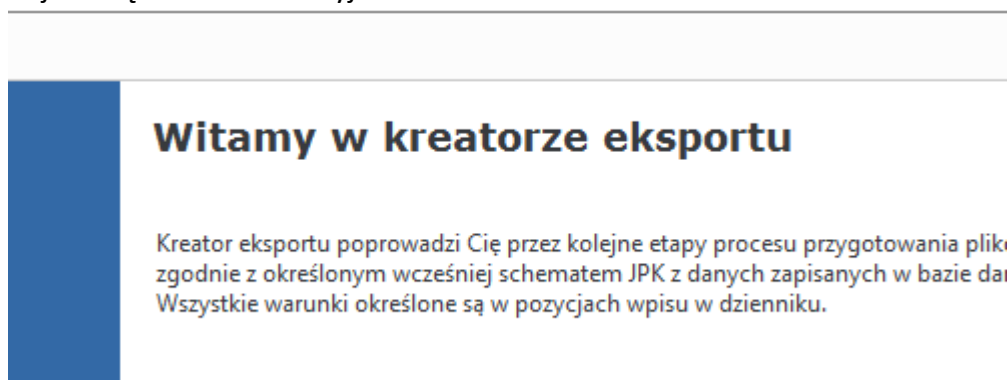 Witamy w kreatorze eksportu
Kreator eksportu poprowadzi Cię przez kolejne etapy procesu przygotowania
zgodnie z określonym wcześniej schematem JPK z danych zapisanych w bazie
Wszystkie warunki określone są w pozycjach wpisu w dzienniku.